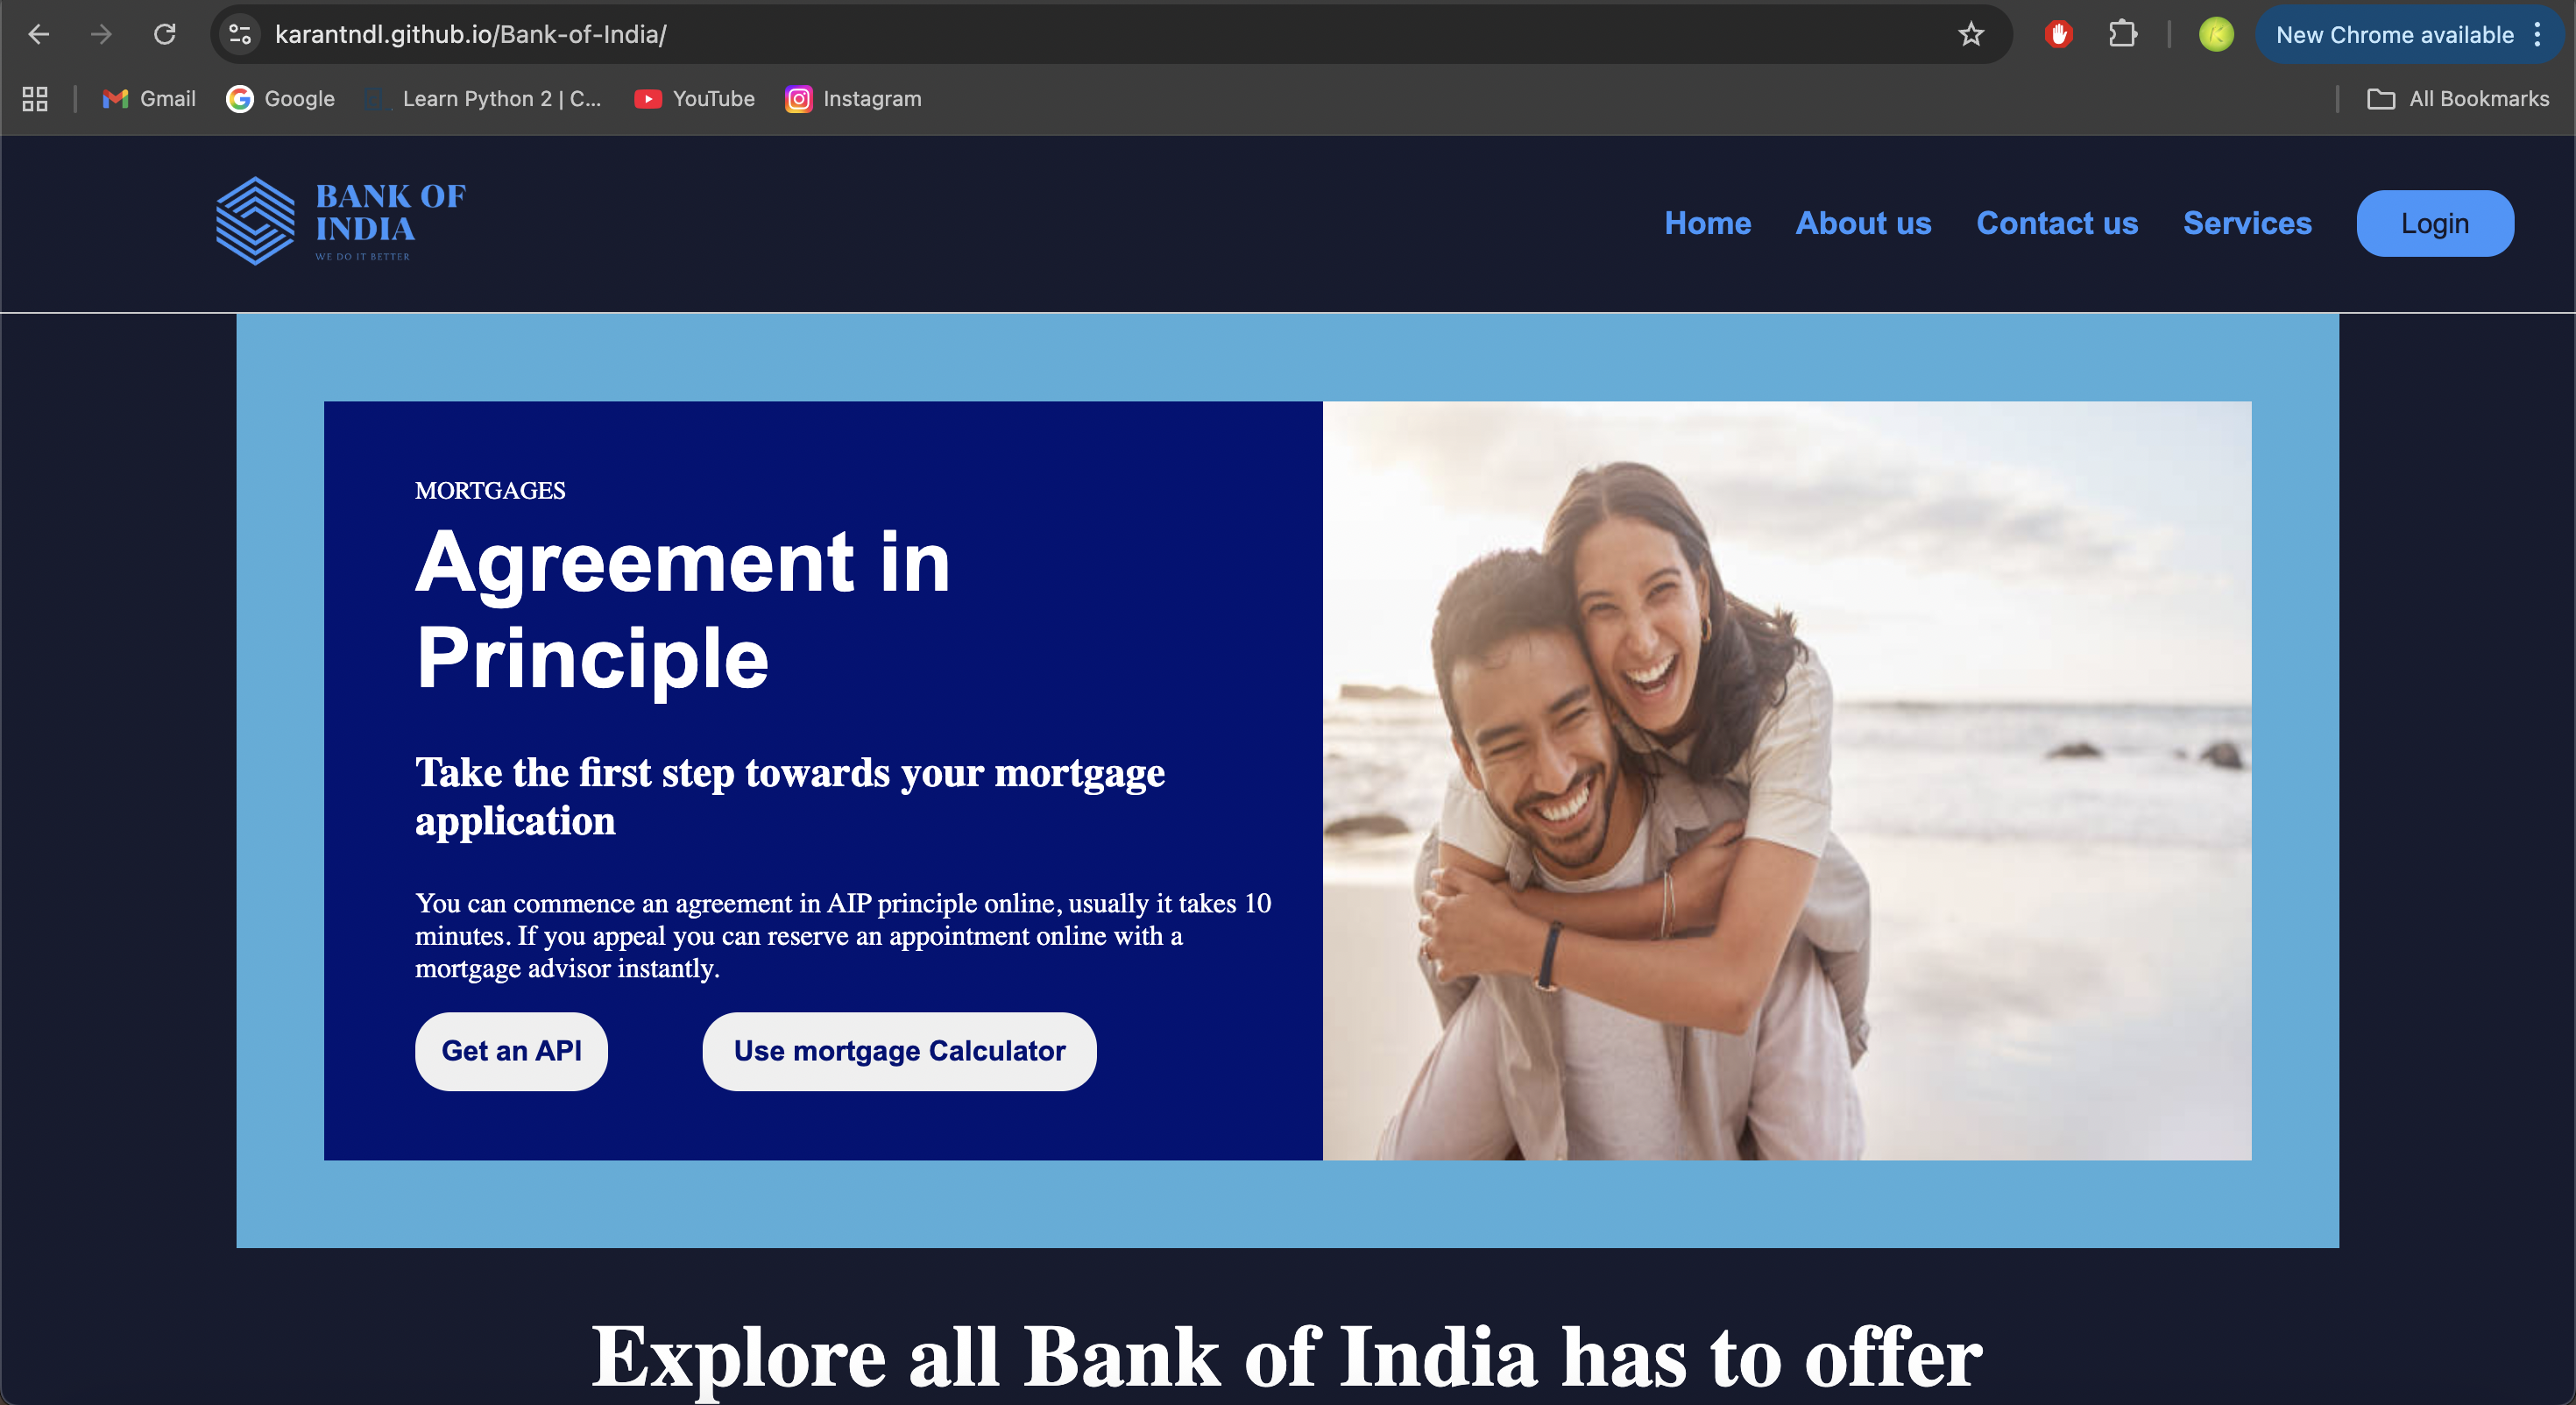 karantndl.github.io/Bank-of-India/
New Chrome available
Gmail
Google
Learn Python 2 | C...
YouTube
Instagram
All Bookmarks
BANK OF
INDIA
WE DO IT BETTER
Home
About us
Contact us
Services
Login
MORTGAGES
Agreement in
Principle
Take the first step towards your mortgage
application
You can commence an agreement in AIP principle online, usually it takes 10
minutes. If you appeal you can reserve an appointment online with a
mortgage advisor instantly.
Get an API
Use mortgage Calculator
Explore all Bank of India has to offer